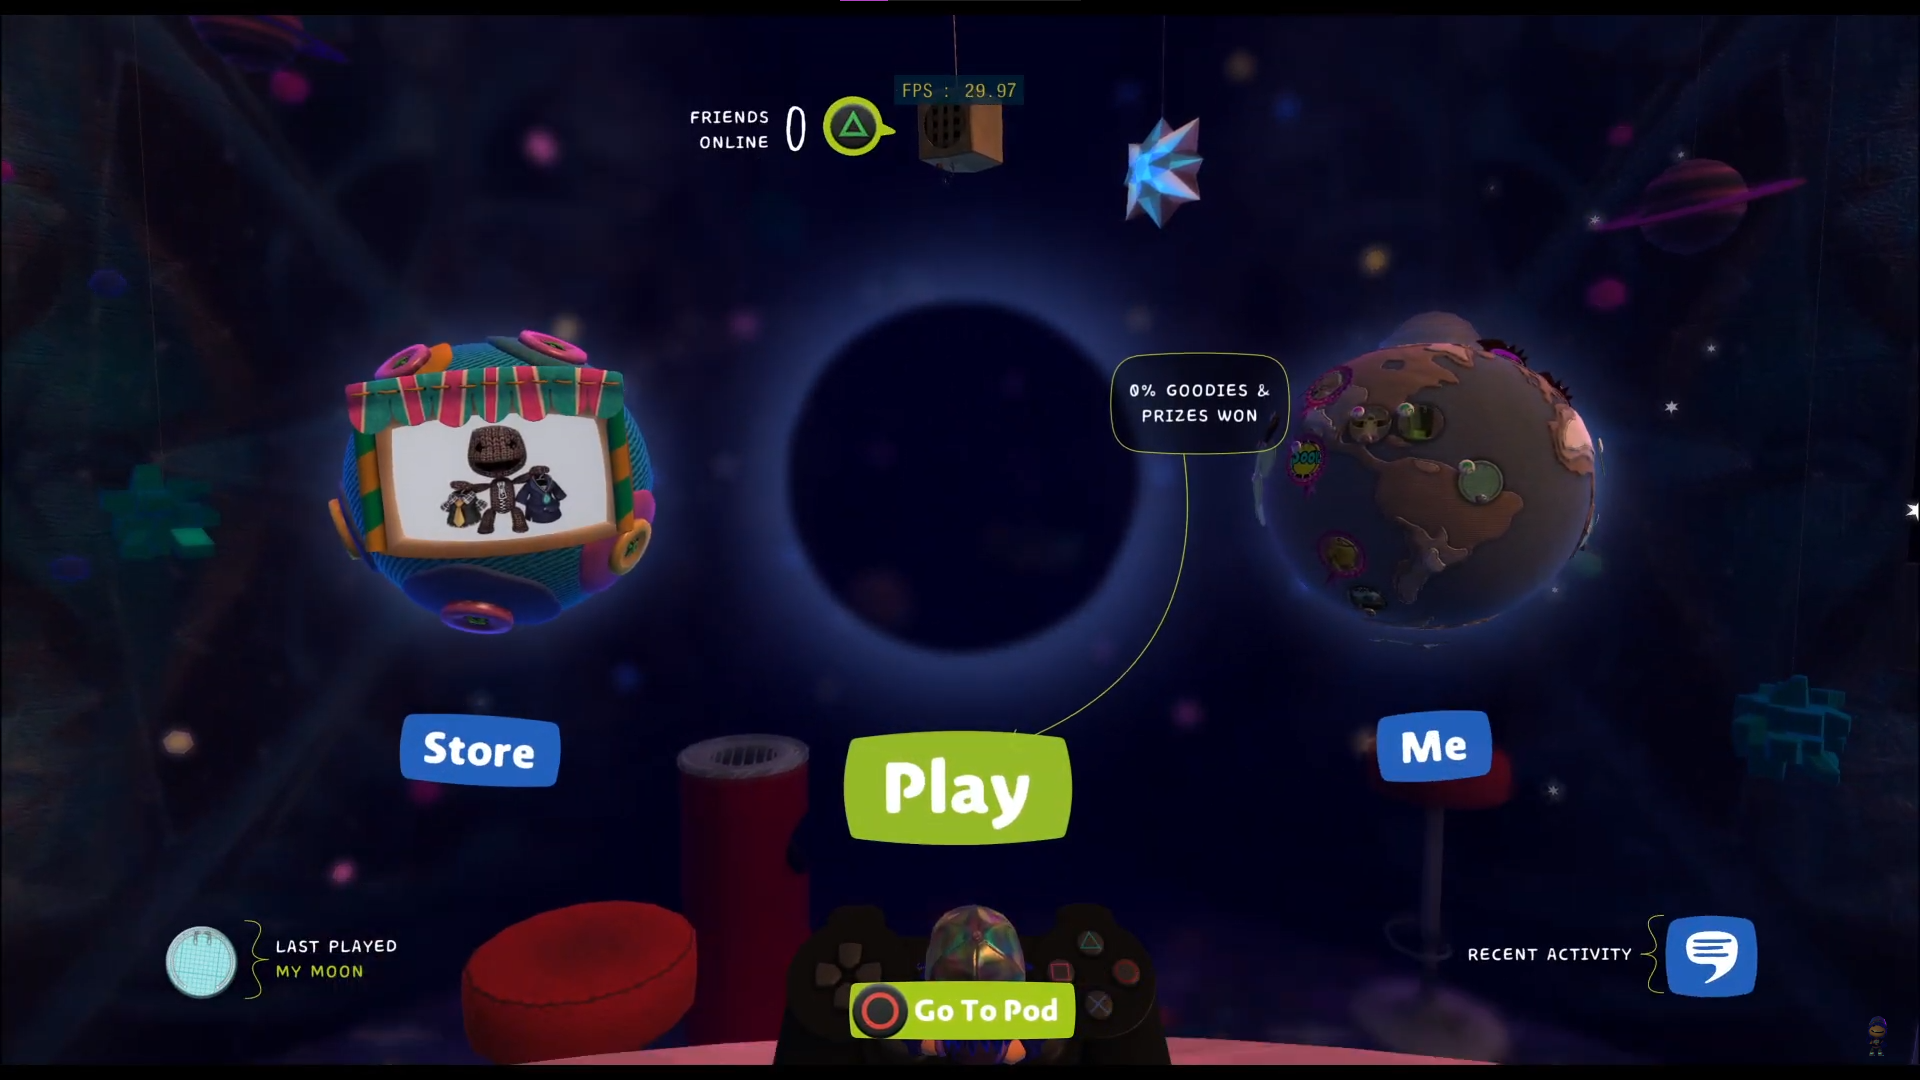 FPS : 29.97
FRIENDS
ONLINE 0
0% GOODIES &
PRIZES WON
Store
Play
Me
LAST PLAYED
MY MOON
RECENT ACTIVITY
Go To Pod